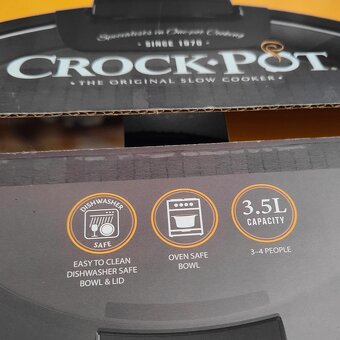 Specialists in One-pot Cooking
• SINCE 1970 •
CROCK•POT
• THE ORIGINAL SLOW COOKER •
DISHWASHER
SAFE
EASY TO CLEAN
DISHWASHER SAFE
BOWL & LID
OVEN SAFE
BOWL
3.5L
CAPACITY
3–4 PEOPLE